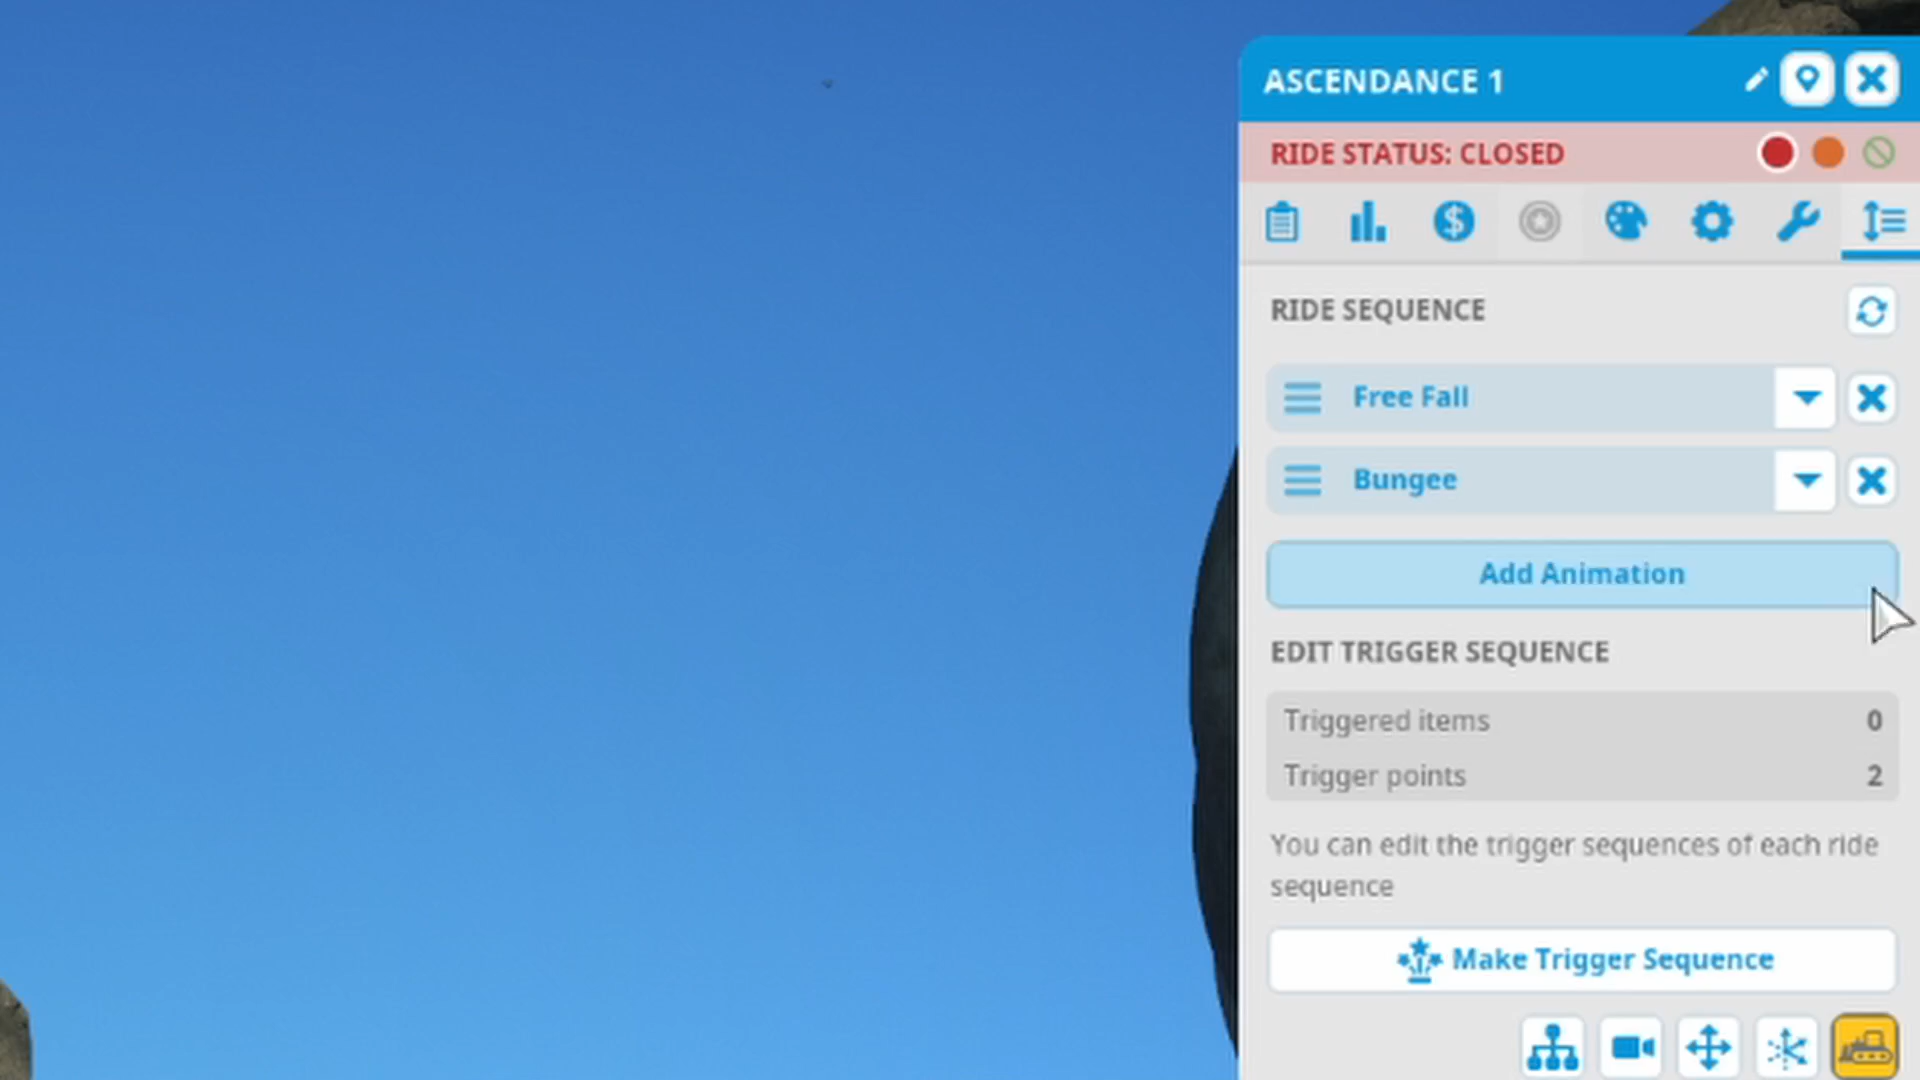 ASCENDANCE 1
RIDE STATUS: CLOSED
RIDE SEQUENCE
Free Fall
Bungee
Add Animation
EDIT TRIGGER SEQUENCE
Triggered items 0
Trigger points 2
You can edit the trigger sequences of each ride
sequence
Make Trigger Sequence